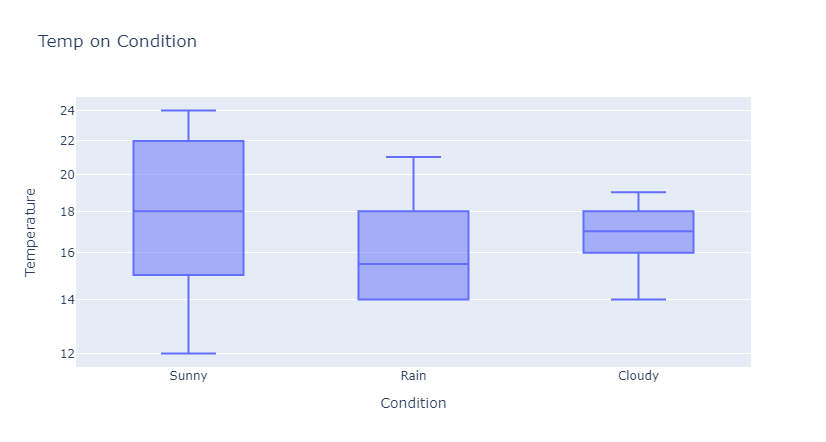 Temp on Condition
24
22
20
18
16
14
12
Temperature
Sunny Rain Cloudy
Condition